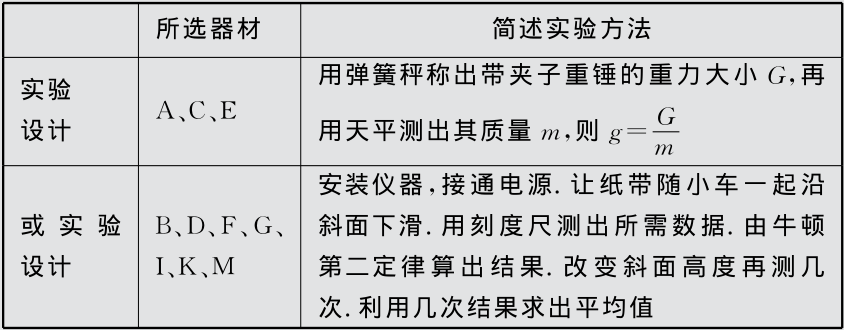 所选器材 简述实验方法
实验
设计
A、C、E
用弹簧秤称出带夹子重锤的重力大小 G,再
用天平测出其质量 m,则 g=G/m
或实验
设计
B、D、F、G、
I、K、M
安装仪器,接通电源.让纸带随小车一起沿
斜面下滑.用刻度尺测出所需数据.由牛顿
第二定律算出结果.改变斜面高度再测几
次.利用几次结果求出平均值